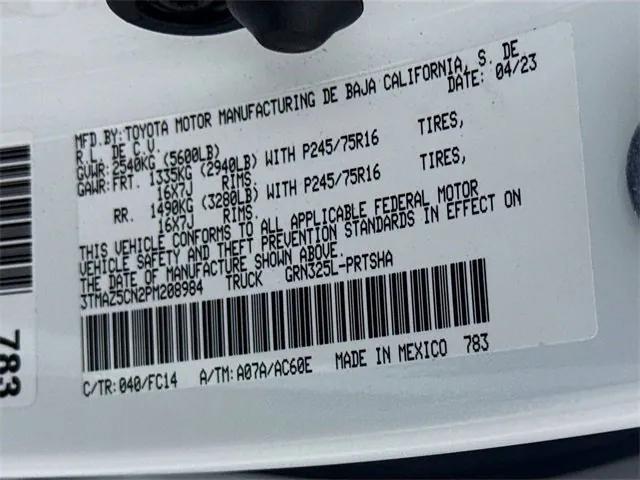 MFD.BY:TOYOTA MOTOR MANUFACTURING DE BAJA CALIFORNIA, S. DE
R.L. DE C.V. DATE: 04/23
GVWR:2540KG (5600LB)
GAWR:FRT. 1335KG (2940LB) WITH P245/75R16 TIRES,
16X7J RIMS.
RR. 1490KG (3280LB) WITH P245/75R16 TIRES,
16X7J RIMS.
THIS VEHICLE CONFORMS TO ALL APPLICABLE FEDERAL MOTOR
VEHICLE SAFETY AND THEFT PREVENTION STANDARDS IN EFFECT ON
THE DATE OF MANUFACTURE SHOWN ABOVE.
3TMAZ5CN2PM208984 TRUCK GRN325L-PRTSHA
C/TR:040/FC14 A/TM:A07A/AC60E MADE IN MEXICO 783
783